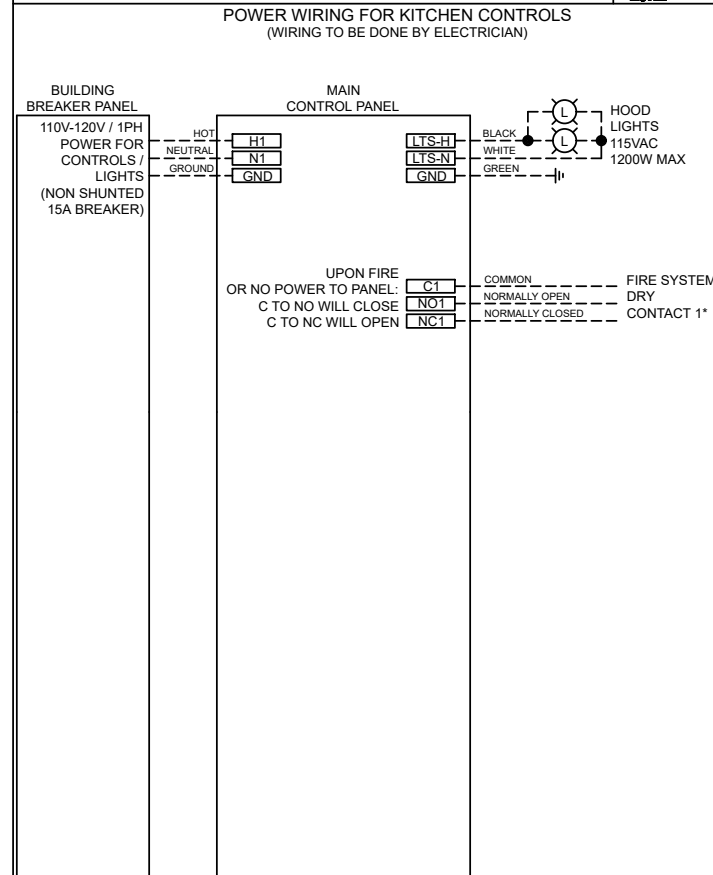 POWER WIRING FOR KITCHEN CONTROLS
(WIRING TO BE DONE BY ELECTRICIAN)
BUILDING
BREAKER PANEL
110V-120V / 1PH
POWER FOR
CONTROLS /
LIGHTS
(NON SHUNTED
15A BREAKER)
HOT
NEUTRAL
GROUND
MAIN
CONTROL PANEL
H1
N1
GND
LTS-H
LTS-N
GND
BLACK
WHITE
GREEN
L
L
HOOD
LIGHTS
115VAC
1200W MAX
UPON FIRE
OR NO POWER TO PANEL:
C TO NO WILL CLOSE
C TO NC WILL OPEN
C1
NO1
NC1
COMMON
NORMALLY OPEN
NORMALLY CLOSED
FIRE SYSTEM
DRY
CONTACT 1*